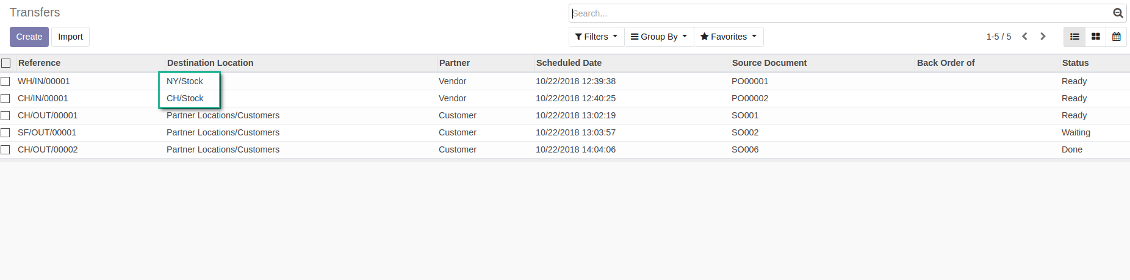 Transfers
Search...
Create Import
Filters Group By Favorites 1-5 / 5
Reference Destination Location Partner Scheduled Date Source Document Back Order of Status
WH/IN/00001 NY/Stock Vendor 10/22/2018 12:39:38 PO00001 Ready
CH/IN/00001 CH/Stock Vendor 10/22/2018 12:40:25 PO00002 Ready
CH/OUT/00001 Partner Locations/Customers Customer 10/22/2018 13:02:19 SO001 Ready
SF/OUT/00001 Partner Locations/Customers Customer 10/22/2018 13:03:57 SO002 Waiting
CH/OUT/00002 Partner Locations/Customers Customer 10/22/2018 14:04:06 SO006 Done